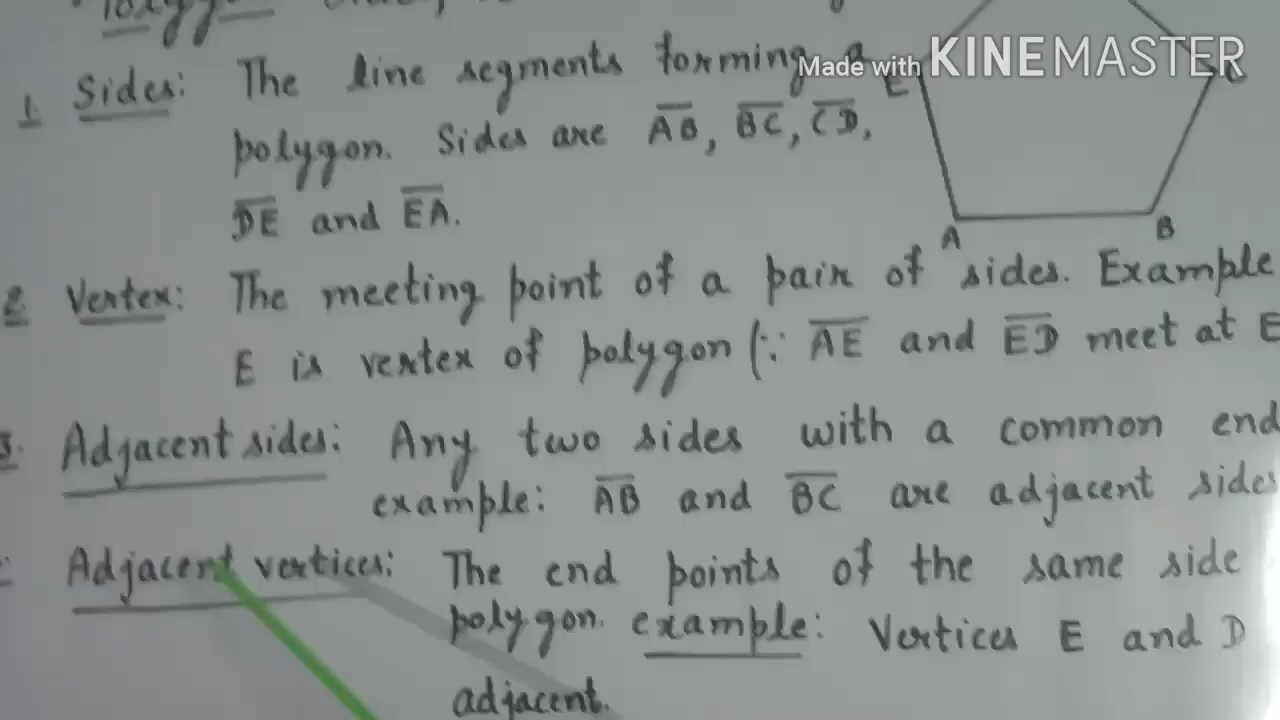 1. Sides: The line segments forming a
polygon. Sides are AB, BC, CD,
DE and EA.
2. Vertex: The meeting point of a pair of sides. Example
E is vertex of polygon (∵ AE and ED meet at E
3. Adjacent sides: Any two sides with a common end
example: AB and BC are adjacent sides
Adjacent vertices: The end points of the same side
polygon. example: Vertices E and D
adjacent.
Made with KINEMASTER
E
A
B